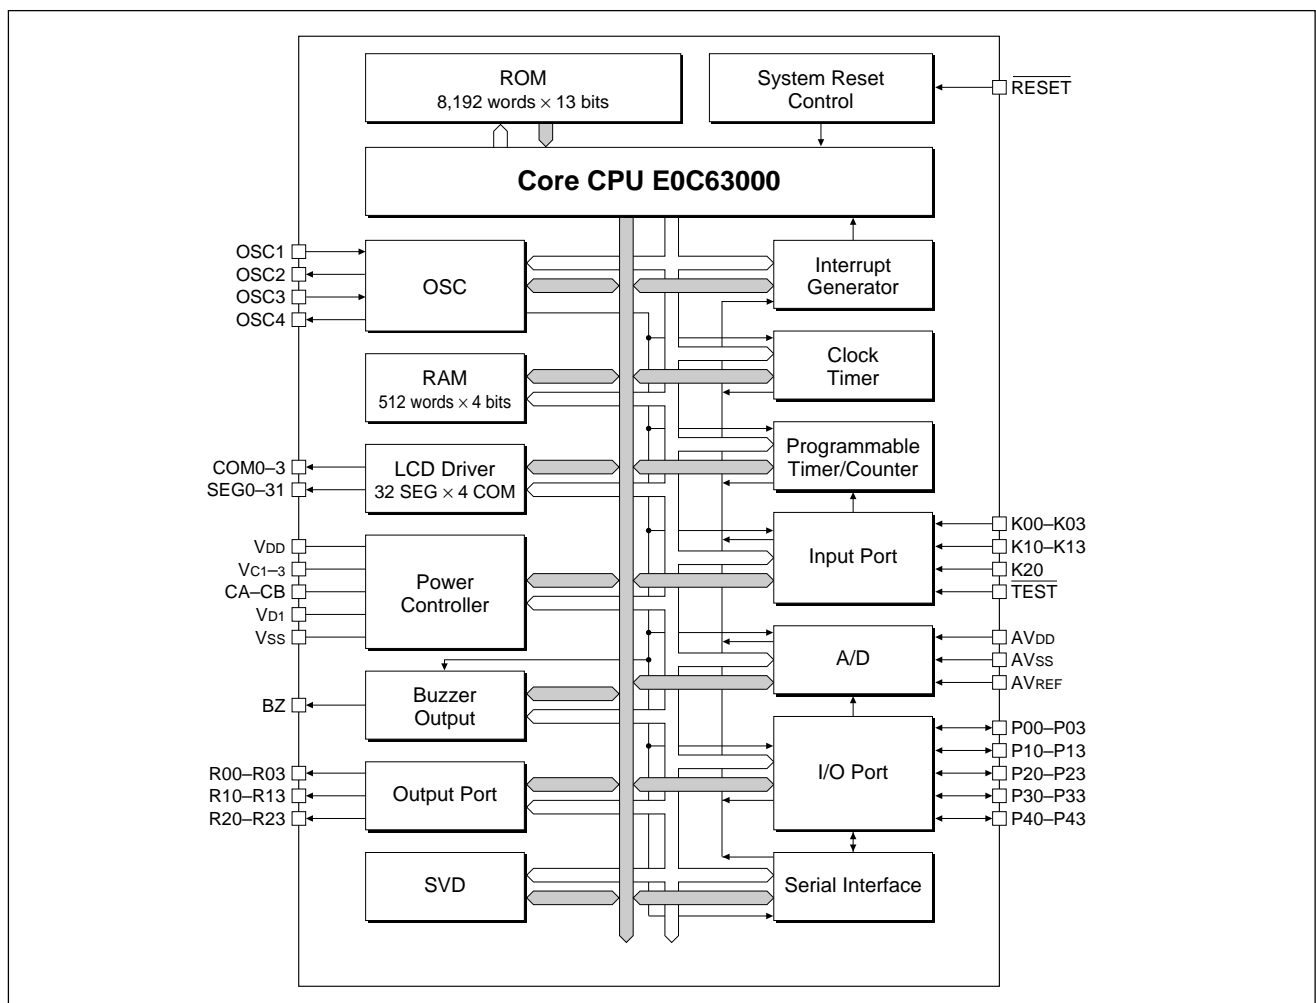 ROM
8,192 words × 13 bits
System Reset
Control
RESET
Core CPU E0C63000
OSC1
OSC2
OSC3
OSC4
OSC
Interrupt
Generator
Clock
Timer
RAM
512 words × 4 bits
COM0–3
SEG0–31
LCD Driver
32 SEG × 4 COM
Programmable
Timer/Counter
VDD
VC1–3
CA–CB
VD1
VSS
Power
Controller
Input Port
K00–K03
K10–K13
K20
TEST
A/D
AVDD
AVSS
AVREF
BZ
Buzzer
Output
I/O Port
P00–P03
P10–P13
P20–P23
P30–P33
P40–P43
R00–R03
R10–R13
R20–R23
Output Port
SVD
Serial Interface